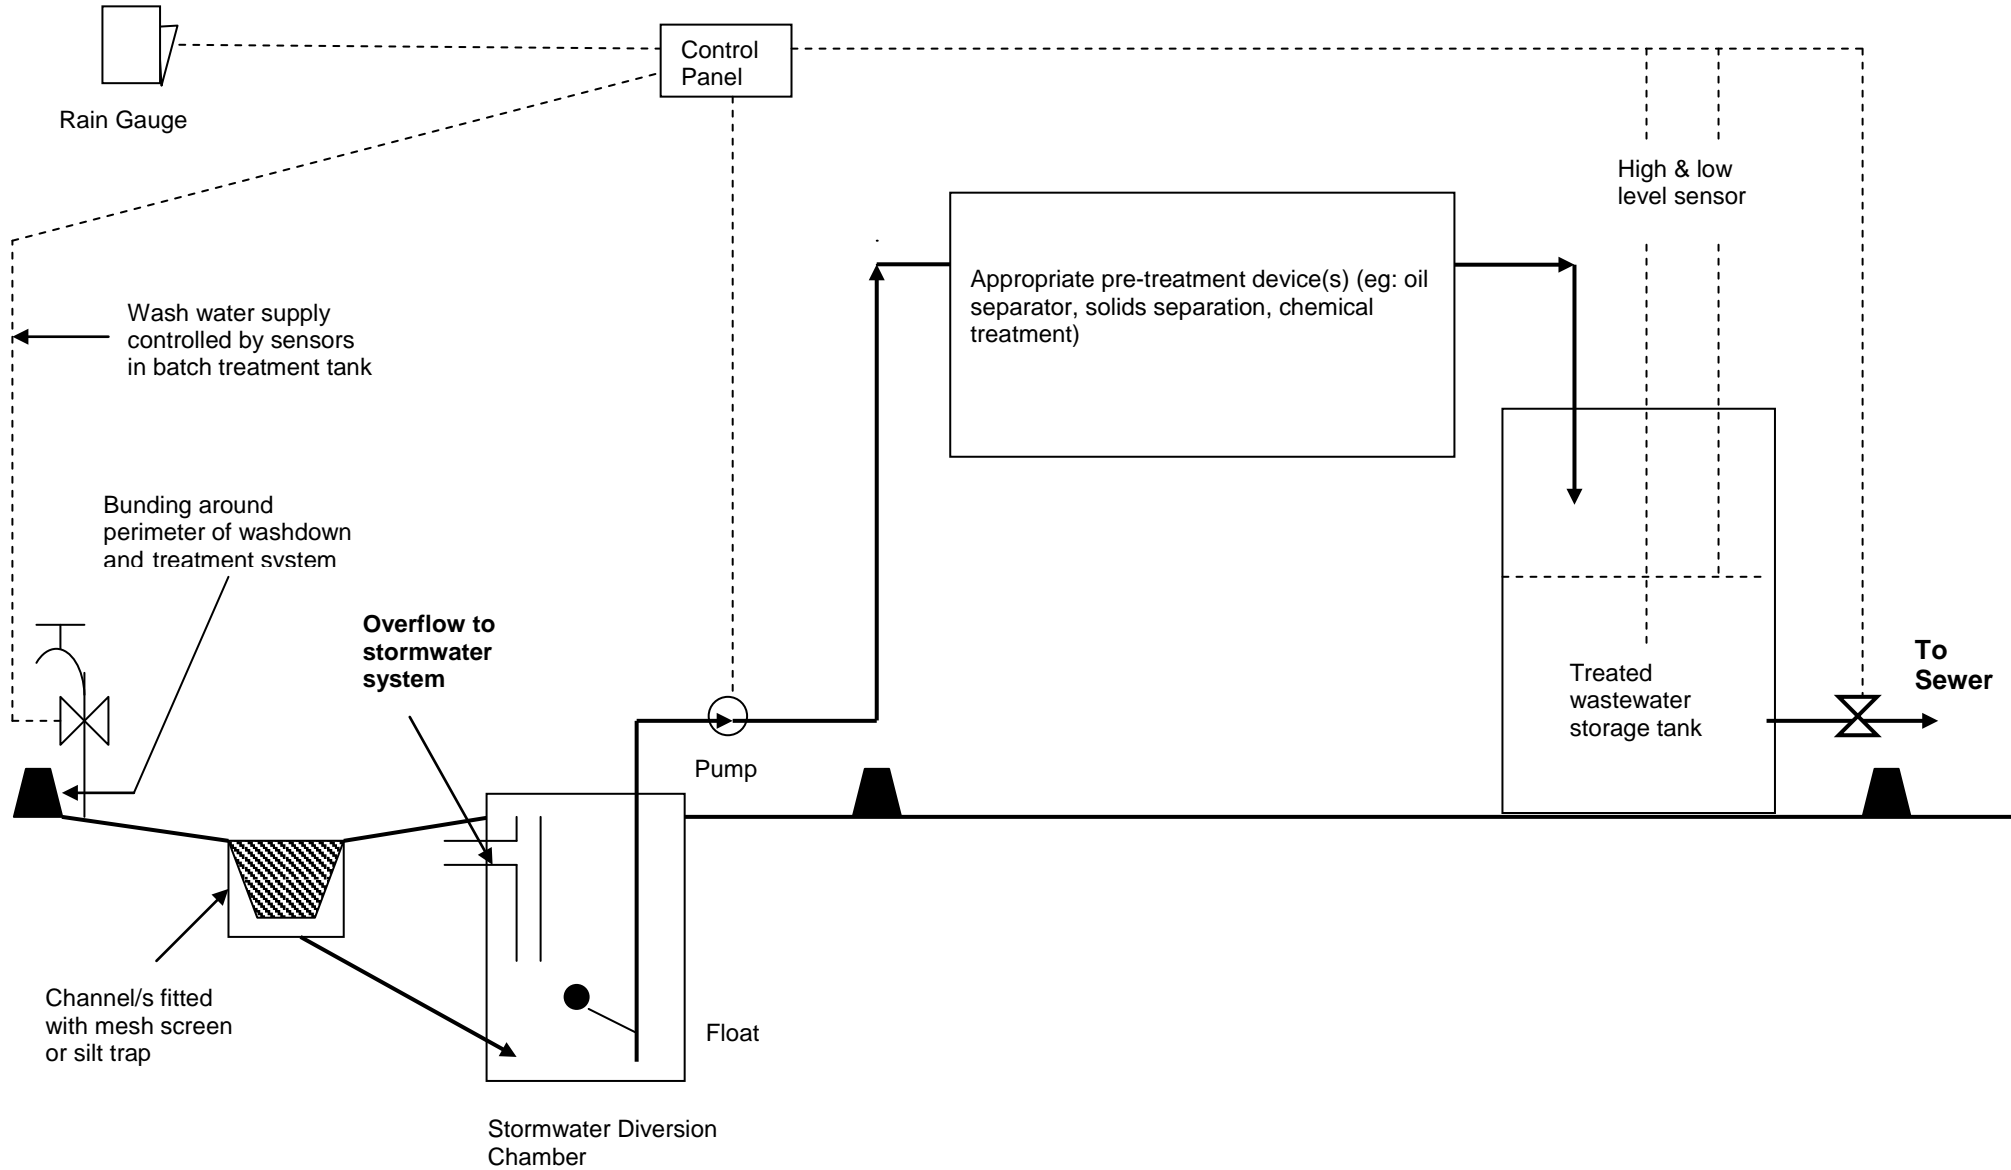 Control
Panel
Rain Gauge
High & low
level sensor
Appropriate pre-treatment device(s) (eg: oil
separator, solids separation, chemical
treatment)
Wash water supply
controlled by sensors
in batch treatment tank
Bunding around
perimeter of washdown
and treatment system
Overflow to
stormwater
system
To
Sewer
Treated
wastewater
storage tank
Pump
Channel/s fitted
with mesh screen
or silt trap
Float
Stormwater Diversion
Chamber